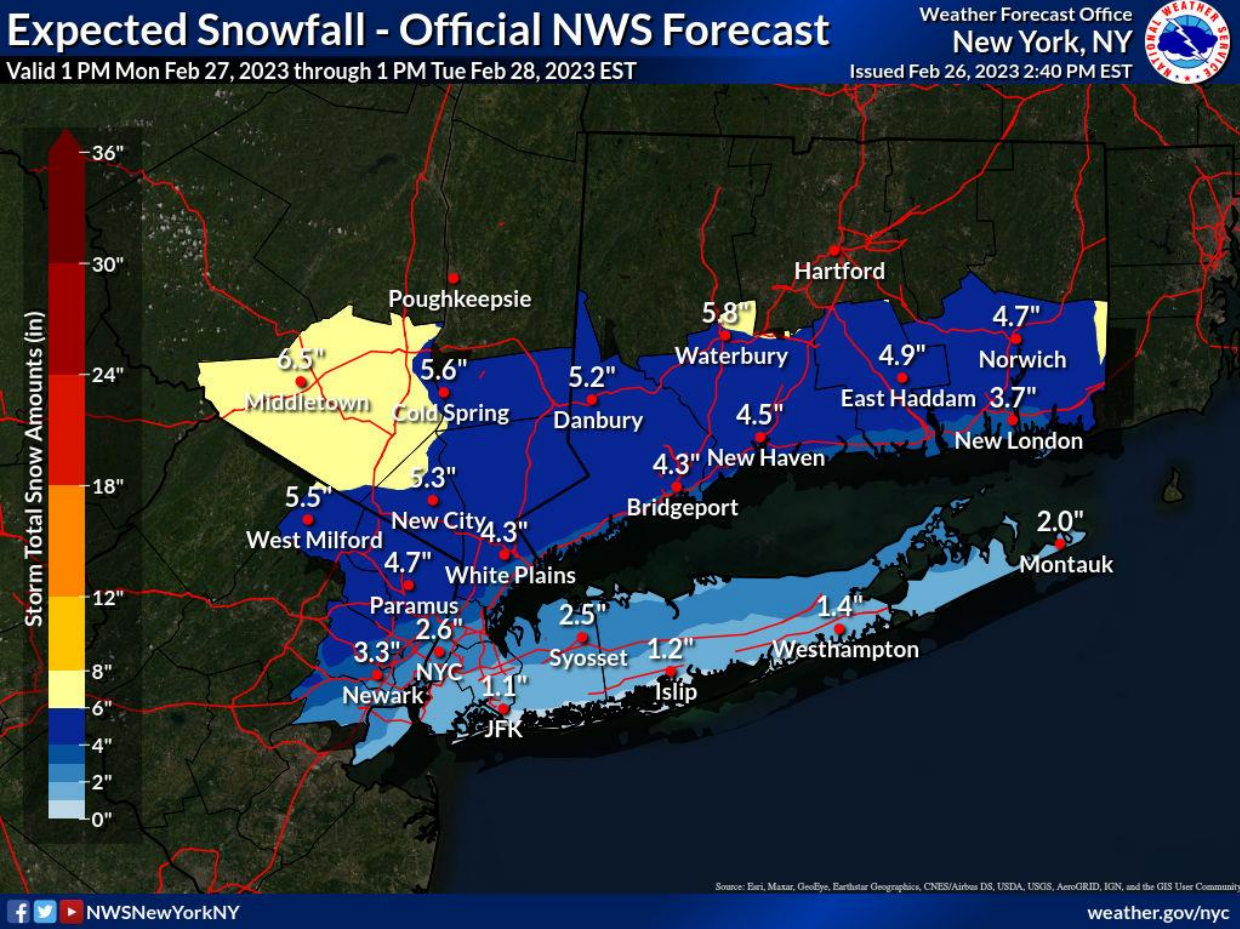 Expected Snowfall - Official NWS Forecast
Valid 1 PM Mon Feb 27, 2023 through 1 PM Tue Feb 28, 2023 EST
Weather Forecast Office
New York, NY
Issued Feb 26, 2023 2:40 PM EST
NATIONAL WEATHER SERVICE
Storm Total Snow Amounts (in)
36"
30"
24"
18"
12"
8"
6"
4"
2"
0"
Hartford
Poughkeepsie
5.8"
Waterbury
4.7"
Norwich
6.5"
Middletown
5.6"
Cold Spring
5.2"
Danbury
4.9"
East Haddam
3.7"
New London
4.5"
New Haven
4.3"
Bridgeport
5.3"
New City
5.5"
West Milford
4.3"
White Plains
4.7"
Paramus
2.0"
Montauk
2.6"
NYC
2.5"
Syosset
1.4"
Westhampton
3.3"
Newark
1.2"
Islip
1.1"
JFK
Source: Esri, Maxar, GeoEye, Earthstar Geographics, CNES/Airbus DS, USDA, USGS, AeroGRID, IGN, and the GIS User Community
NWSNewYorkNY
weather.gov/nyc